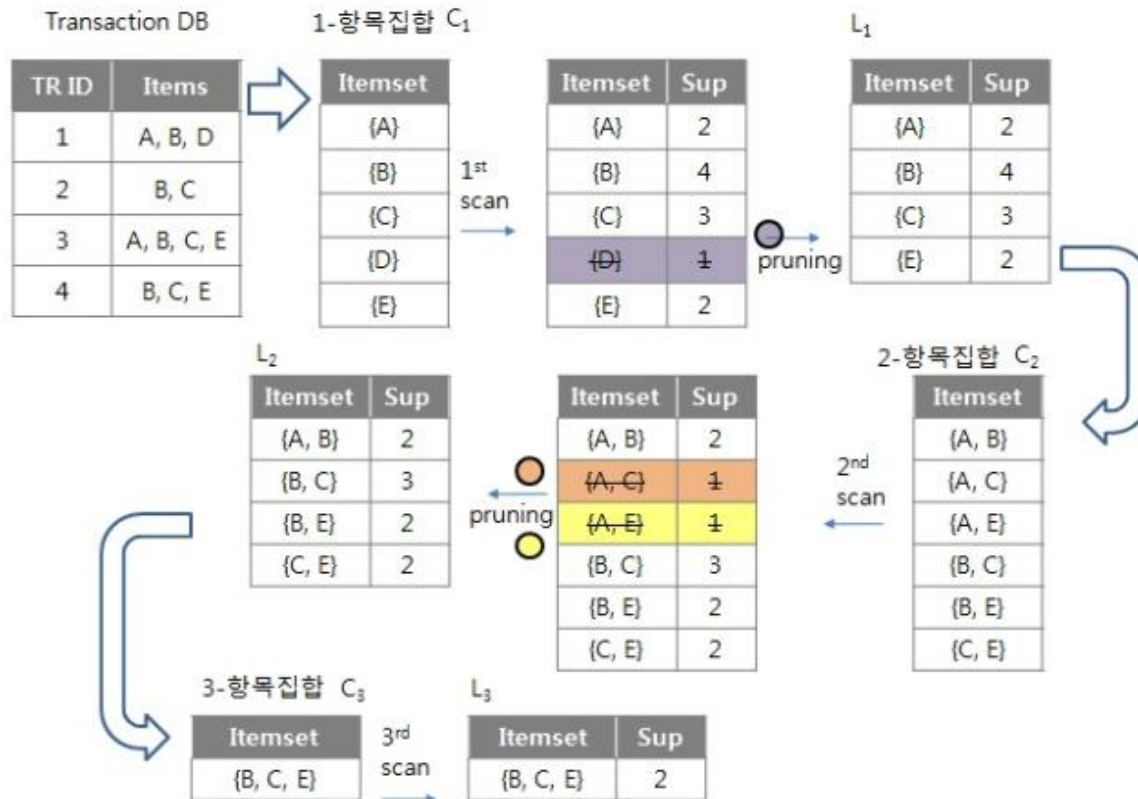 Transaction DB
1-항목집합 C₁
L₁
TR ID Items
1 A, B, D
2 B, C
3 A, B, C, E
4 B, C, E
Itemset
{A}
{B}
{C}
{D}
{E}
1st
scan
Itemset Sup
{A} 2
{B} 4
{C} 3
{D} 1
{E} 2
pruning
Itemset Sup
{A} 2
{B} 4
{C} 3
{E} 2
2-항목집합 C₂
Itemset
{A, B}
{A, C}
{A, E}
{B, C}
{B, E}
{C, E}
2nd
scan
Itemset Sup
{A, B} 2
{A, C} 1
{A, E} 1
{B, C} 3
{B, E} 2
{C, E} 2
pruning
L₂
Itemset Sup
{A, B} 2
{B, C} 3
{B, E} 2
{C, E} 2
3-항목집합 C₃
Itemset
{B, C, E}
3rd
scan
L₃
Itemset Sup
{B, C, E} 2